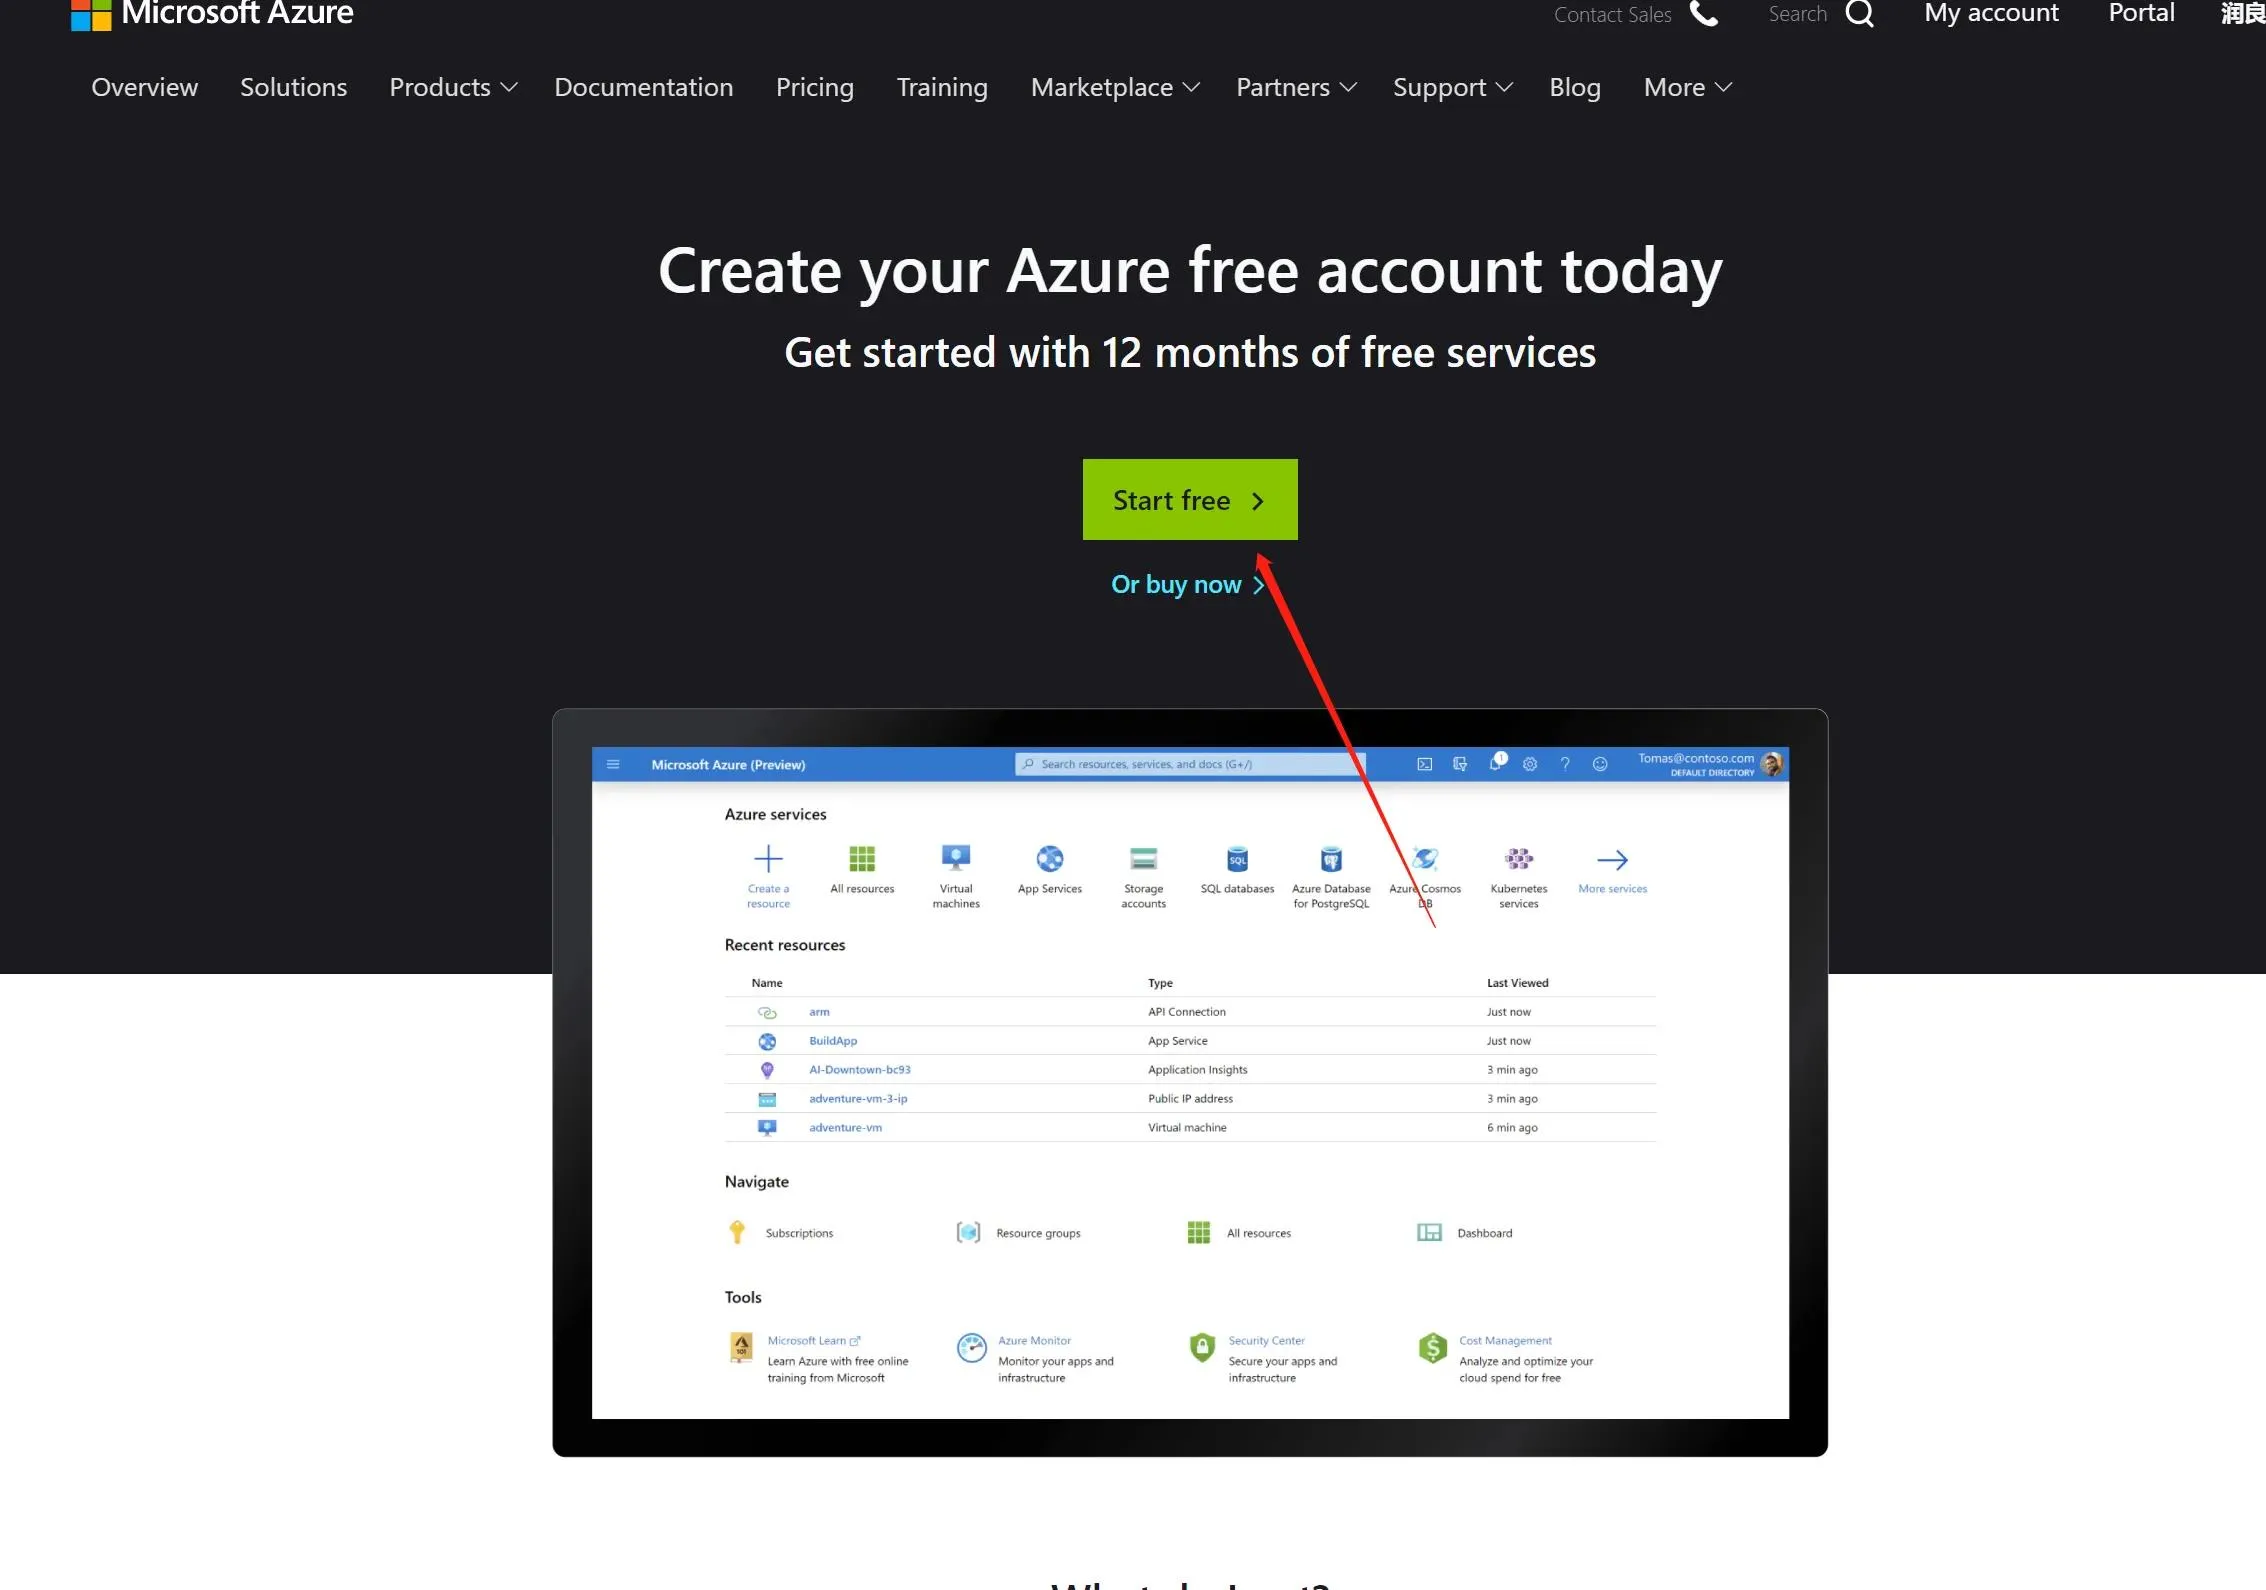 Microsoft Azure
Contact Sales Search My account Portal 润良
Overview Solutions Products Documentation Pricing Training Marketplace Partners Support Blog More
Create your Azure free account today
Get started with 12 months of free services
Start free
Or buy now
Microsoft Azure (Preview)
Search resources, services, and docs (G+/)
1
Tomas@contoso.com
DEFAULT DIRECTORY
Azure services
Create a resource
All resources
Virtual machines
App Services
Storage accounts
SQL
SQL databases
Azure Database for PostgreSQL
Azure Cosmos DB
Kubernetes services
More services
Recent resources
Name Type Last Viewed
arm API Connection Just now
BuildApp App Service Just now
AI-Downtown-bc93 Application Insights 3 min ago
adventure-vm-3-ip Public IP address 3 min ago
adventure-vm Virtual machine 6 min ago
Navigate
Subscriptions Resource groups All resources Dashboard
Tools
101
Microsoft Learn
Learn Azure with free online
training from Microsoft
Azure Monitor
Monitor your apps and
infrastructure
Security Center
Secure your apps and
infrastructure
Cost Management
Analyze and optimize your
cloud spend for free